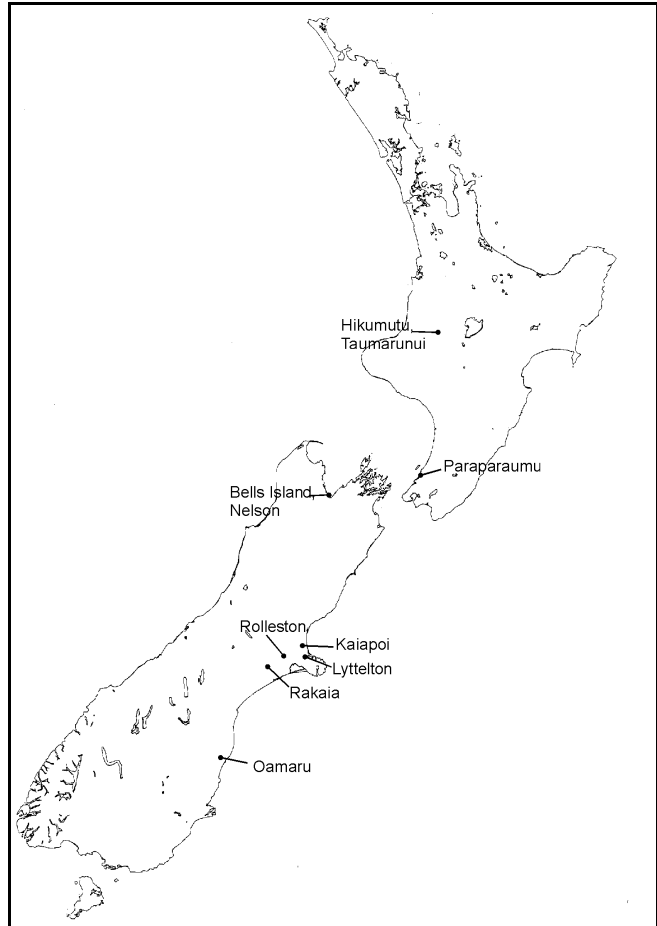 Hikumutu,
Taumarunui
Paraparaumu
Bells Island,
Nelson
Rolleston
Kaiapoi
Lyttelton
Rakaia
Oamaru